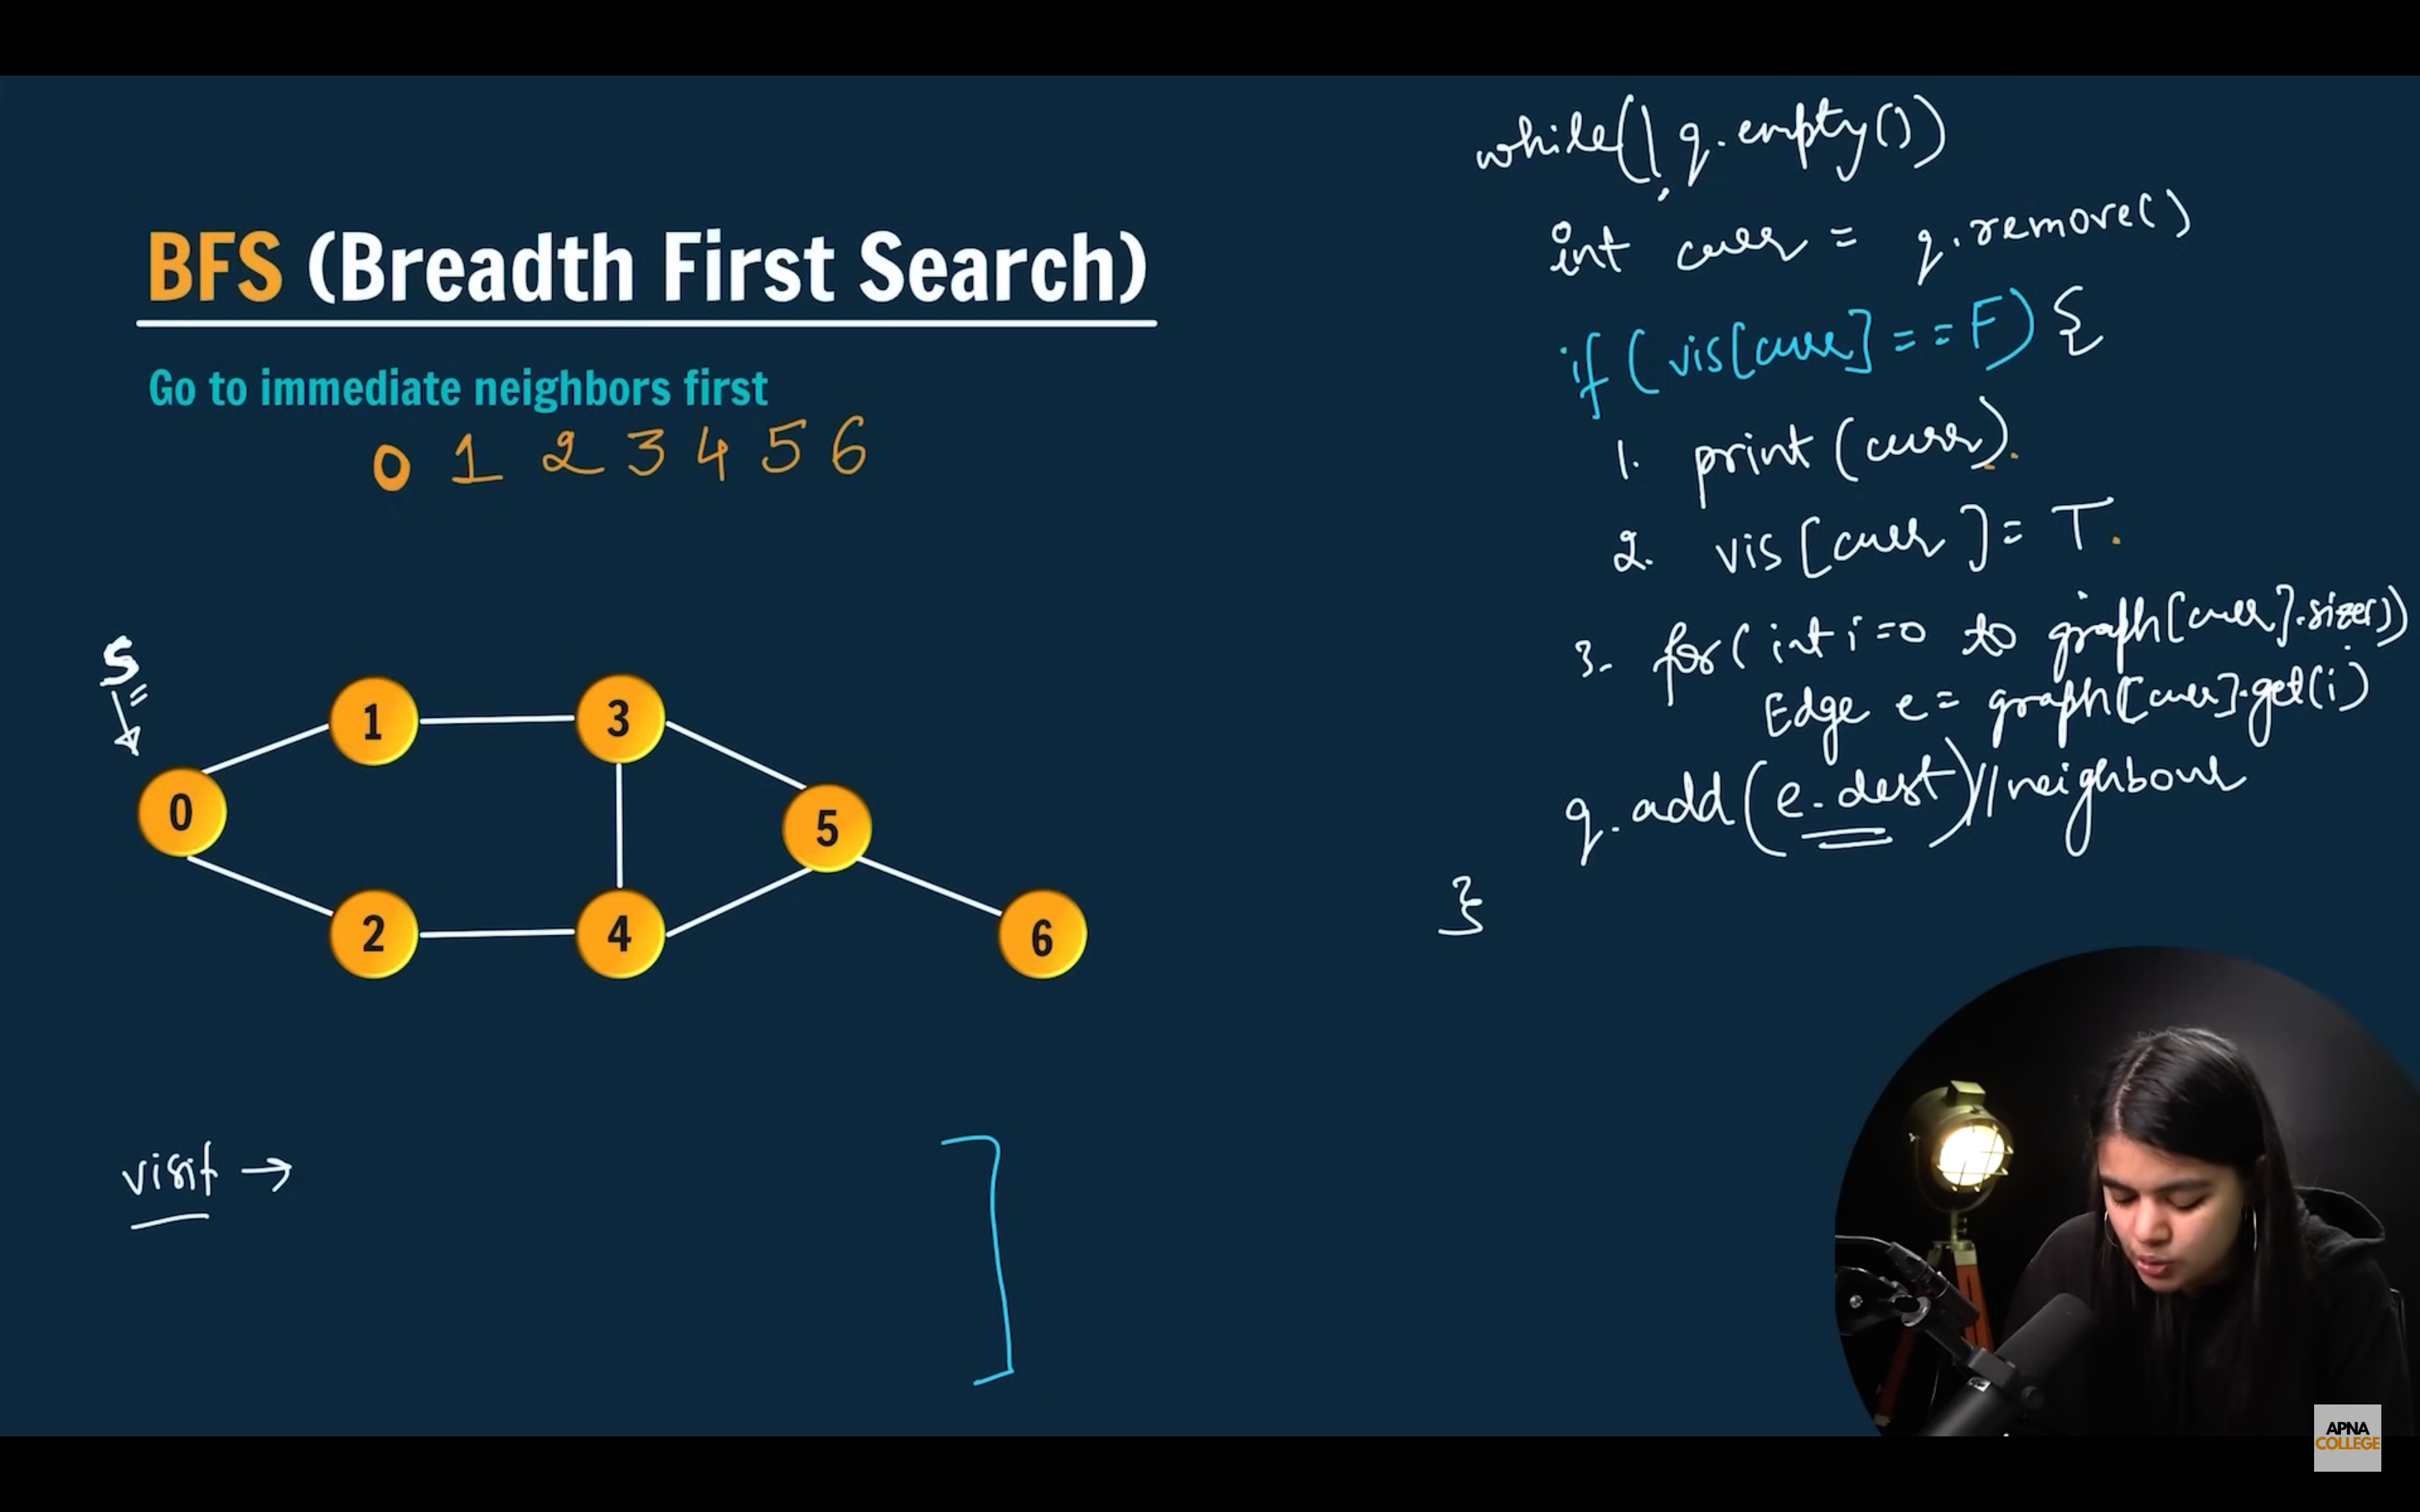 BFS (Breadth First Search)
Go to immediate neighbors first
0 1 2 3 4 5 6
S
0
1
3
5
2
4
6
visit →
while(! q.empty())
int curr = q.remove()
if (vis[curr] == F) {
1. print (curr).
2. vis [curr] = T.
3. for( int i=0 to graph[curr].size())
Edge e = graph[curr].get(i)
q.add(e.dest)//neighbour
}
APNA
COLLEGE